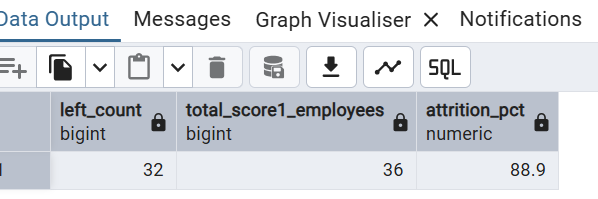 Data Output Messages Graph Visualiser × Notifications
SQL
left_count total_score1_employees attrition_pct
bigint bigint numeric
1 32 36 88.9